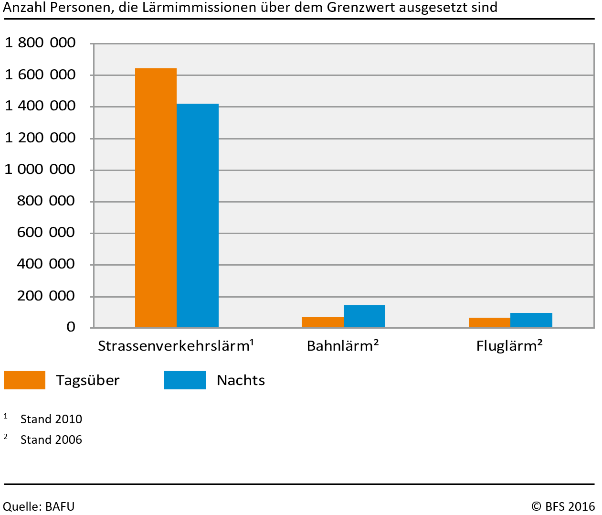 Anzahl Personen, die Lärmimmissionen über dem Grenzwert ausgesetzt sind
1 800 000
1 600 000
1 400 000
1 200 000
1 000 000
800 000
600 000
400 000
200 000
0
Strassenverkehrslärm¹ Bahnlärm² Fluglärm²
Tagsüber Nachts
¹ Stand 2010
² Stand 2006
Quelle: BAFU © BFS 2016